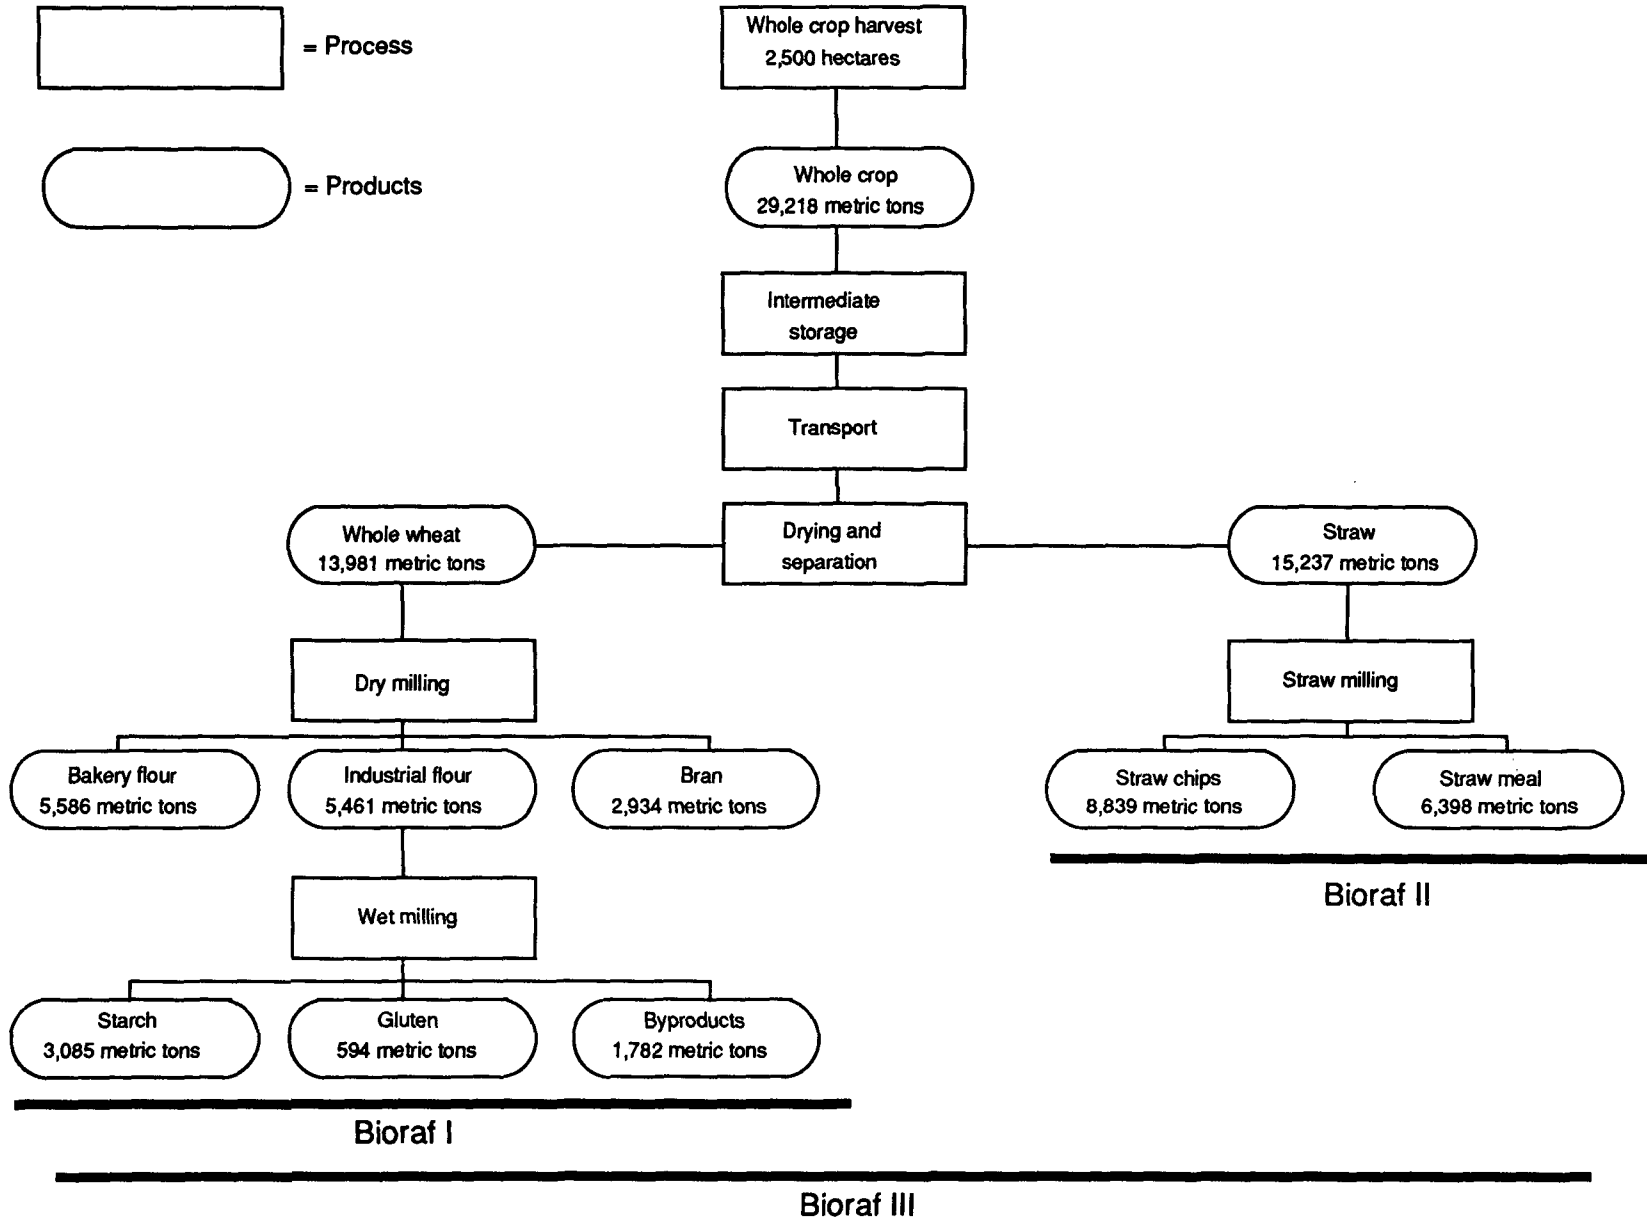 = Process
= Products
Whole crop harvest
2,500 hectares
Whole crop
29,218 metric tons
Intermediate
storage
Transport
Drying and
separation
Whole wheat
13,981 metric tons
Straw
15,237 metric tons
Dry milling
Straw milling
Bakery flour
5,586 metric tons
Industrial flour
5,461 metric tons
Bran
2,934 metric tons
Straw chips
8,839 metric tons
Straw meal
6,398 metric tons
Bioraf II
Wet milling
Starch
3,085 metric tons
Gluten
594 metric tons
Byproducts
1,782 metric tons
Bioraf I
Bioraf III